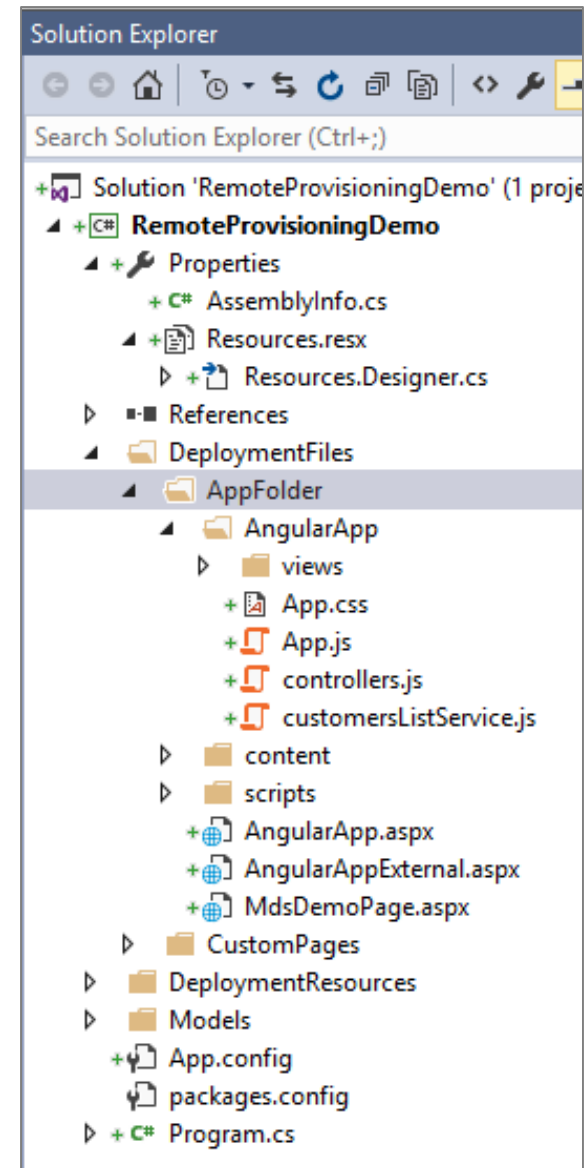 Solution Explorer
Search Solution Explorer (Ctrl+;)
Solution 'RemoteProvisioningDemo' (1 proje
RemoteProvisioningDemo
Properties
AssemblyInfo.cs
Resources.resx
Resources.Designer.cs
References
DeploymentFiles
AppFolder
AngularApp
views
App.css
App.js
controllers.js
customersListService.js
content
scripts
AngularApp.aspx
AngularAppExternal.aspx
MdsDemoPage.aspx
CustomPages
DeploymentResources
Models
App.config
packages.config
Program.cs